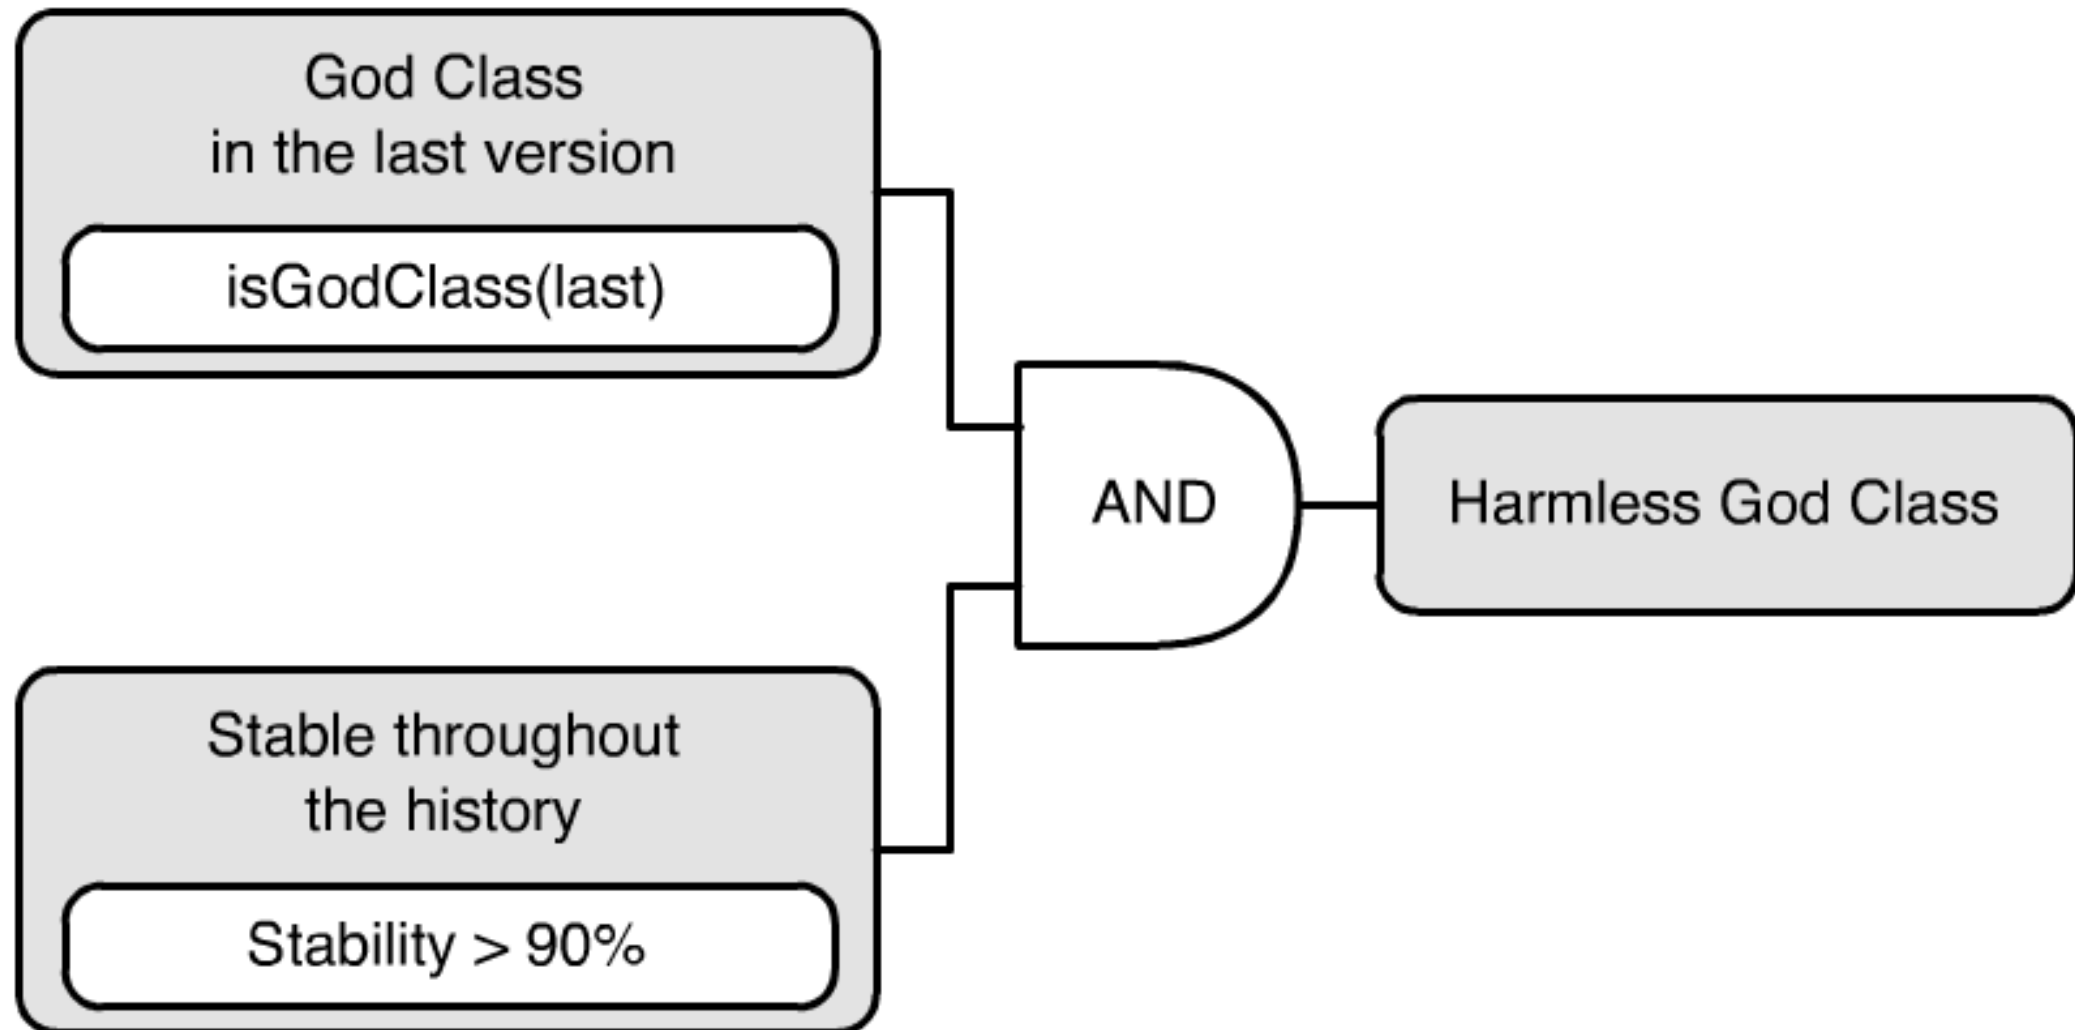 God Class
in the last version
isGodClass(last)
AND
Harmless God Class
Stable throughout
the history
Stability > 90%